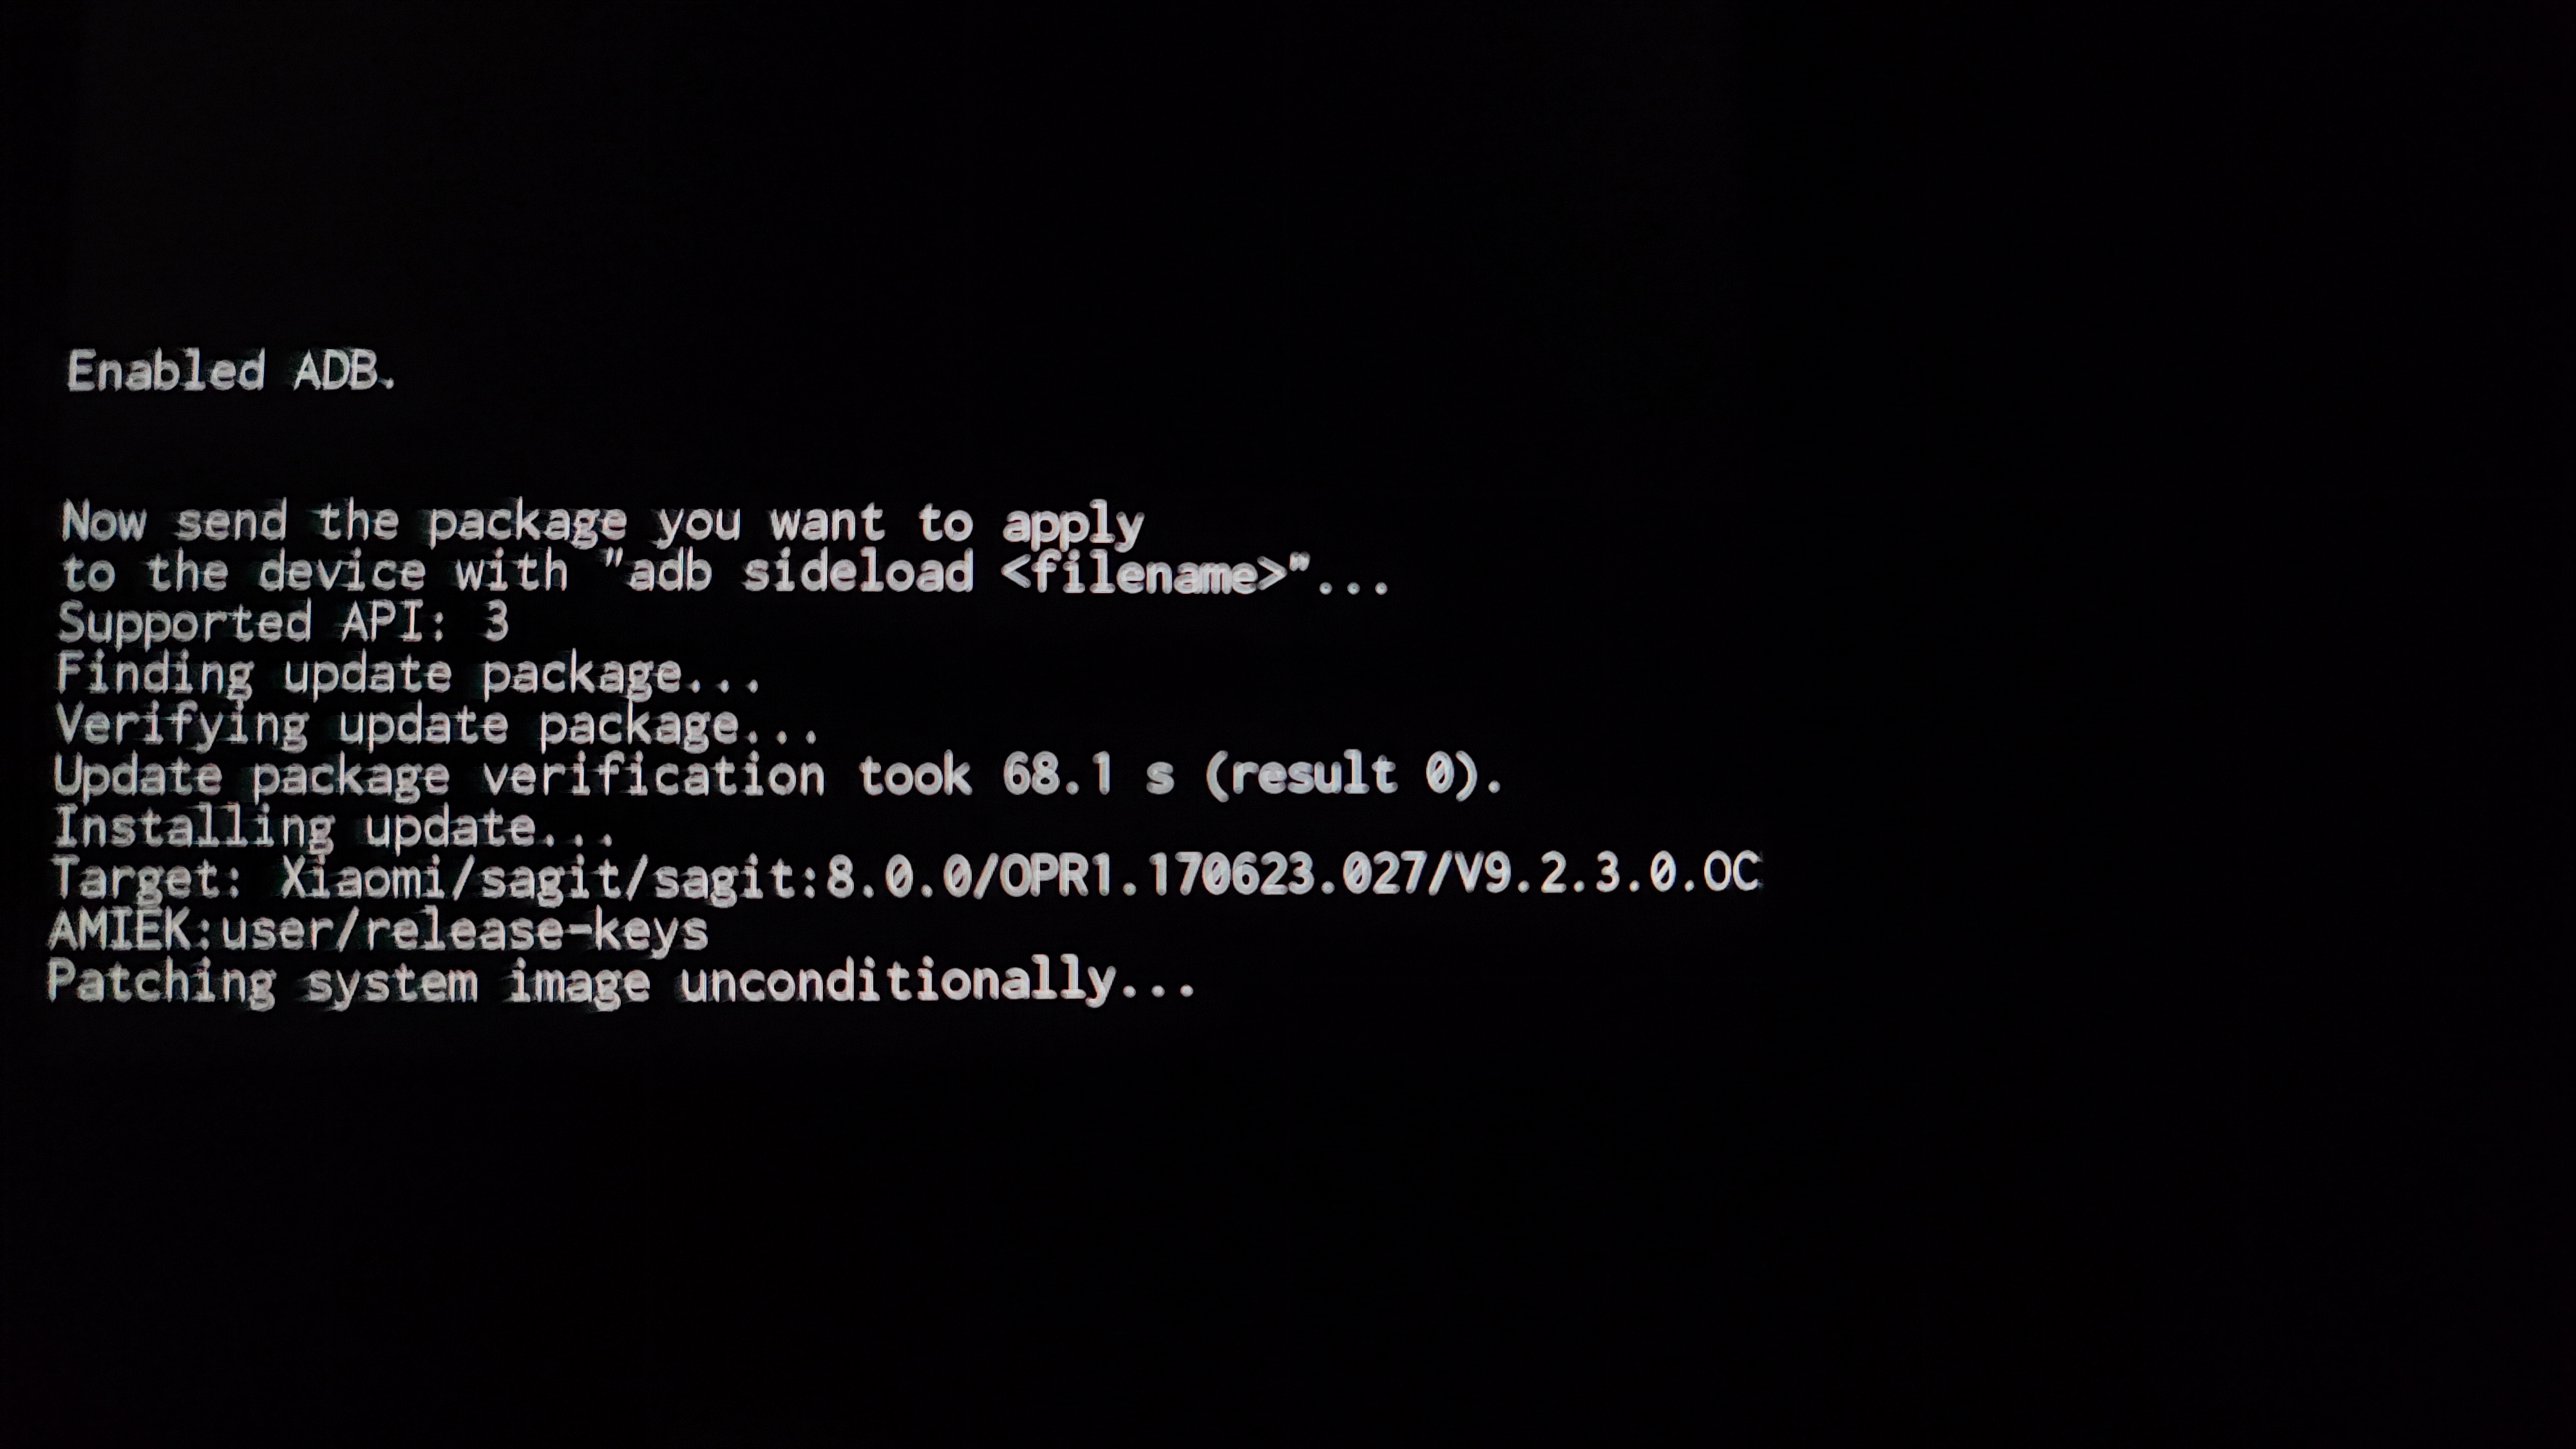 Enabled ADB.
Now send the package you want to apply
to the device with "adb sideload <filename>"...
Supported API: 3
Finding update package...
Verifying update package...
Update package verification took 68.1 s (result 0).
Installing update...
Target: Xiaomi/sagit/sagit:8.0.0/OPR1.170623.027/V9.2.3.0.OC
AMIEK:user/release-keys
Patching system image unconditionally...